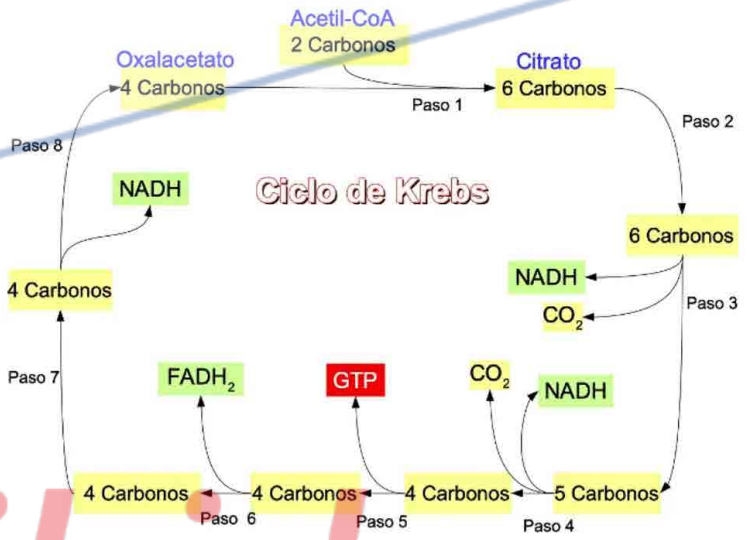 Acetil-CoA
2 Carbonos
Oxalacetato
4 Carbonos
Citrato
6 Carbonos
Paso 1
Paso 2
Paso 8
NADH
Ciclo de Krebs
6 Carbonos
NADH
CO₂
Paso 3
4 Carbonos
Paso 7
FADH₂
GTP
CO₂
NADH
4 Carbonos
4 Carbonos
4 Carbonos
5 Carbonos
Paso 6
Paso 5
Paso 4